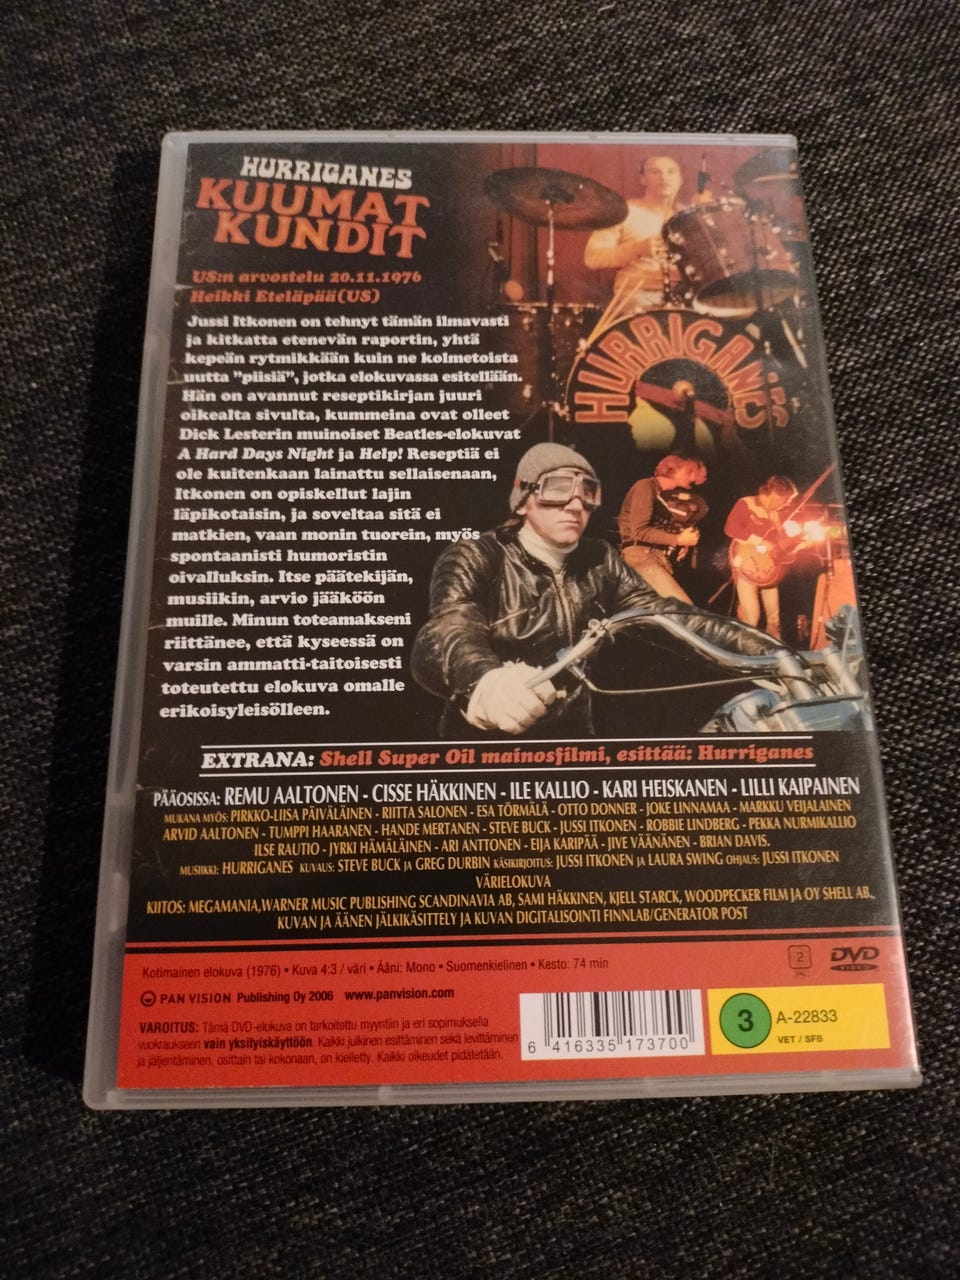 HURRIGANES
KUUMAT
KUNDIT
US:n arvostelu 20.11.1976
Heikki Eteläpää(US)
Jussi Itkonen on tehnyt tämän ilmavasti
ja kitkatta etenevän raportin, yhtä
kepeän rytmikkään kuin ne kolmetoista
uutta "piisiä", jotka elokuvassa esitellään.
Hän on avannut reseptikirjan juuri
oikealta sivulta, kummeina ovat olleet
Dick Lesterin muinoiset Beatles-elokuvat
A Hard Days Night ja Help! Reseptiä ei
ole kuitenkaan lainattu sellaisenaan,
Itkonen on opiskellut lajin
läpikotaisin, ja soveltaa sitä ei
matkien, vaan monin tuorein, myös
spontaanisti humoristin
oivalluksin. Itse päätekijän,
musiikin, arvio jääköön
muille. Minun toteamakseni
riittänee, että kyseessä on
varsin ammatti-taitoisesti
toteutettu elokuva omalle
erikoisyleisölleen.
HURRIGANES
EXTRANA: Shell Super Oil mainosfilmi, esittää: Hurriganes
PÄÄOSISSA: REMU AALTONEN - CISSE HÄKKINEN - ILE KALLIO - KARI HEISKANEN - LILLI KAIPAINEN
MUKANA MYÖS: PIRKKO-LIISA PÄIVÄLÄINEN - RIITTA SALONEN - ESA TÖRMÄLÄ - OTTO DONNER - JOKE LINNAMAA - MARKKU VEIJALAINEN
ARVID AALTONEN - TUMPPI HAARANEN - HANDE MERTANEN - STEVE BUCK - JUSSI ITKONEN - ROBBIE LINDBERG - PEKKA NURMIKALLIO
ILSE RAUTIO - JYRKI HÄMÄLÄINEN - ARI ANTTONEN - EIJA KARIPÄÄ - JIVE VÄÄNÄNEN - BRIAN DAVIS.
MUSIIKKI: HURRIGANES KUVAUS: STEVE BUCK JA GREG DURBIN KÄSIKIRJOITUS: JUSSI ITKONEN JA LAURA SWING OHJAUS: JUSSI ITKONEN
VÄRIELOKUVA
KIITOS: MEGAMANIA,WARNER MUSIC PUBLISHING SCANDINAVIA AB, SAMI HÄKKINEN, KJELL STARCK, WOODPECKER FILM JA OY SHELL AB.,
KUVAN JA ÄÄNEN JÄLKIKÄSITTELY JA KUVAN DIGITALISOINTI FINNLAB/GENERATOR POST
Kotimainen elokuva (1976) • Kuva 4:3 / väri • Ääni: Mono • Suomenkielinen • Kesto: 74 min
2
PAL
DVD
VIDEO
PAN VISION Publishing Oy 2006 www.panvision.com
VAROITUS: Tämä DVD-elokuva on tarkoitettu myyntiin ja eri sopimuksella
vuokraukseen vain yksityiskäyttöön. Kaikki julkinen esittäminen sekä levittäminen
ja jäljentäminen, osittain tai kokonaan, on kielletty. Kaikki oikeudet pidätetään.
6 416335 173700
3
A-22833
VET / SFB